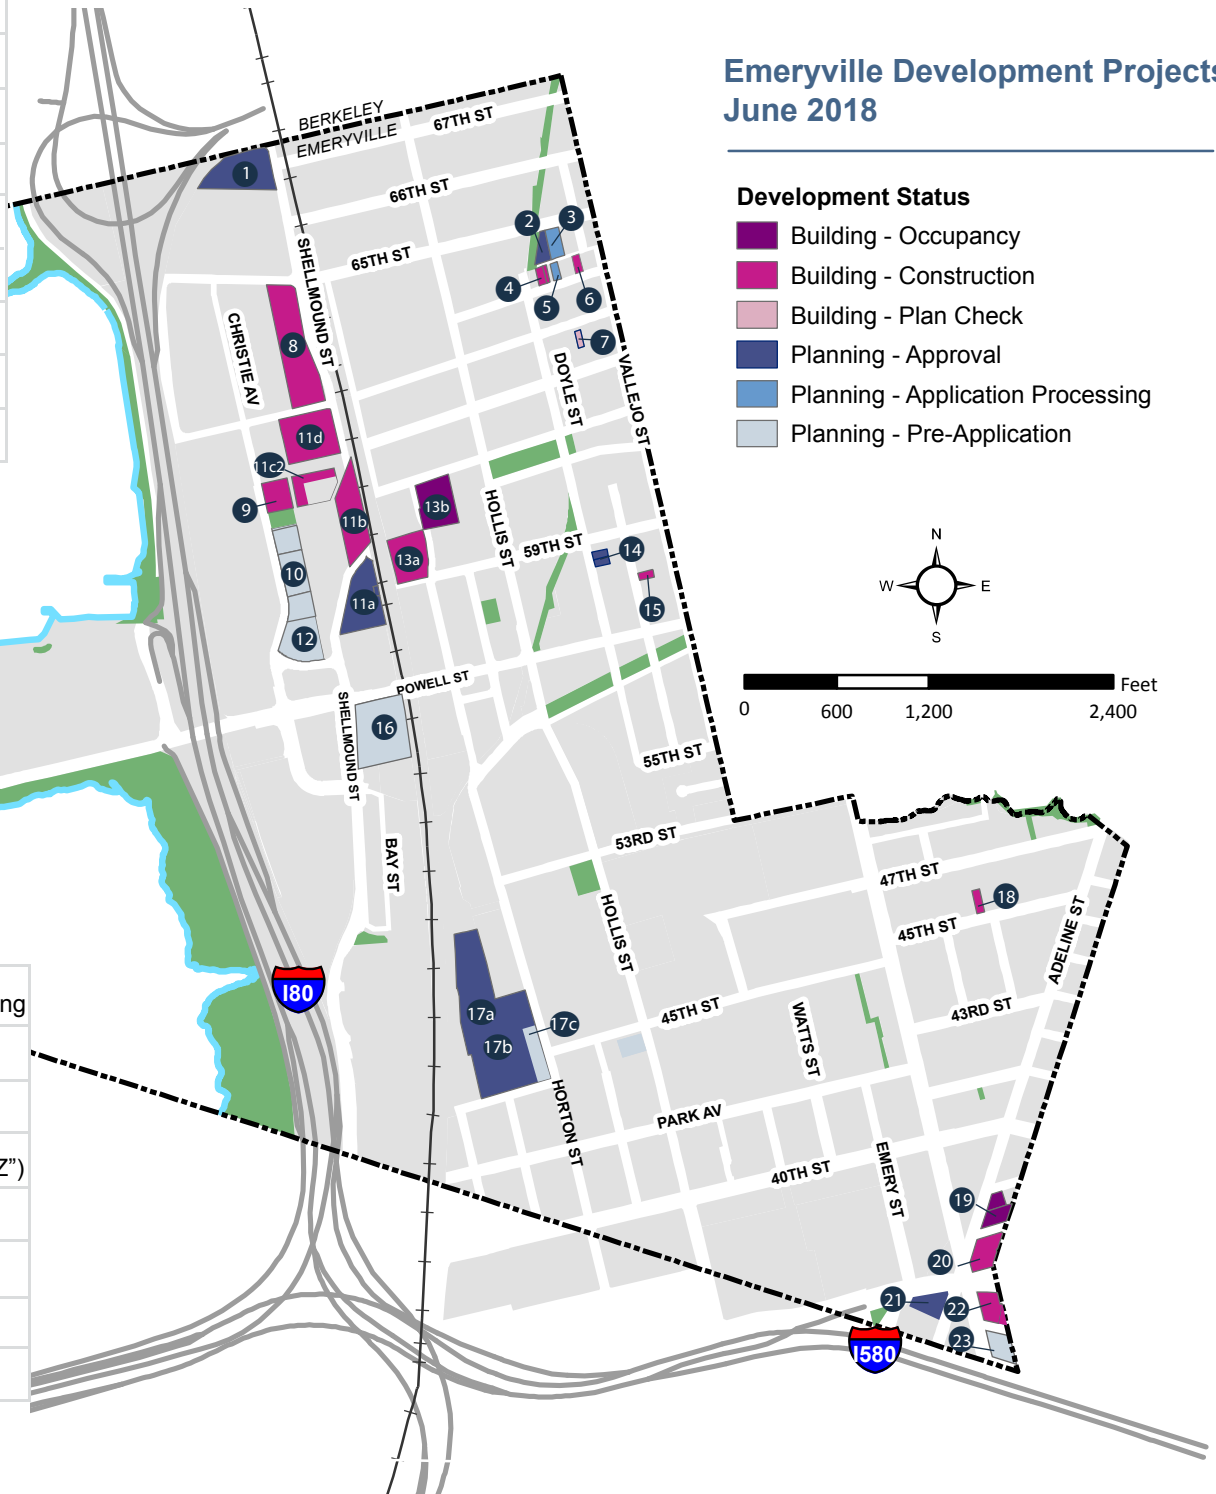 Emeryville Development Projects
June 2018
Development Status
Building - Occupancy
Building - Construction
Building - Plan Check
Planning - Approval
Planning - Application Processing
Planning - Pre-Application
N
W
E
S
Feet
0
600
1,200
2,400
BERKELEY
EMERYVILLE
67TH ST
66TH ST
65TH ST
SHELLMOUND ST
CHRISTIE AV
DOYLE ST
VALLEJO ST
HOLLIS ST
59TH ST
POWELL ST
SHELLMOUND ST
BAY ST
55TH ST
53RD ST
47TH ST
45TH ST
ADELINE ST
HOLLIS ST
45TH ST
43RD ST
WATTS ST
HORTON ST
PARK AV
40TH ST
EMERY ST
I80
I580
1
2
3
4
5
6
7
8
11d
11c2
9
11b
13b
13a
10
11a
12
14
15
16
17a
17b
17c
18
19
20
21
22
23
ng
Z”)